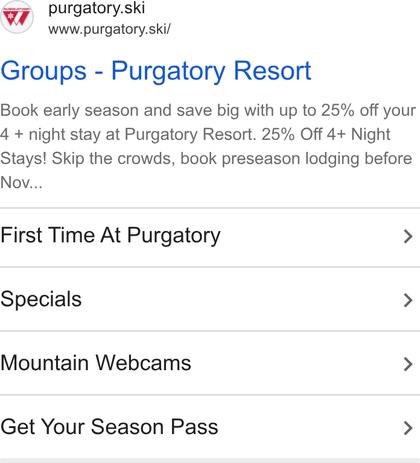 purgatory.ski
www.purgatory.ski/
Groups - Purgatory Resort
Book early season and save big with up to 25% off your
4 + night stay at Purgatory Resort. 25% Off 4+ Night
Stays! Skip the crowds, book preseason lodging before
Nov...
First Time At Purgatory
Specials
Mountain Webcams
Get Your Season Pass